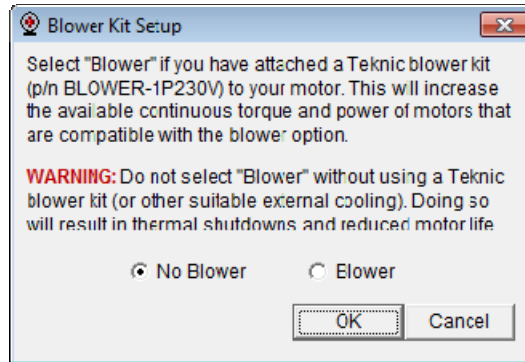 Blower Kit Setup
Select "Blower" if you have attached a Teknic blower kit
(p/n BLOWER-1P230V) to your motor. This will increase
the available continuous torque and power of motors that
are compatible with the blower option.
WARNING: Do not select "Blower" without using a Teknic
blower kit (or other suitable external cooling). Doing so
will result in thermal shutdowns and reduced motor life
No Blower
Blower
OK
Cancel